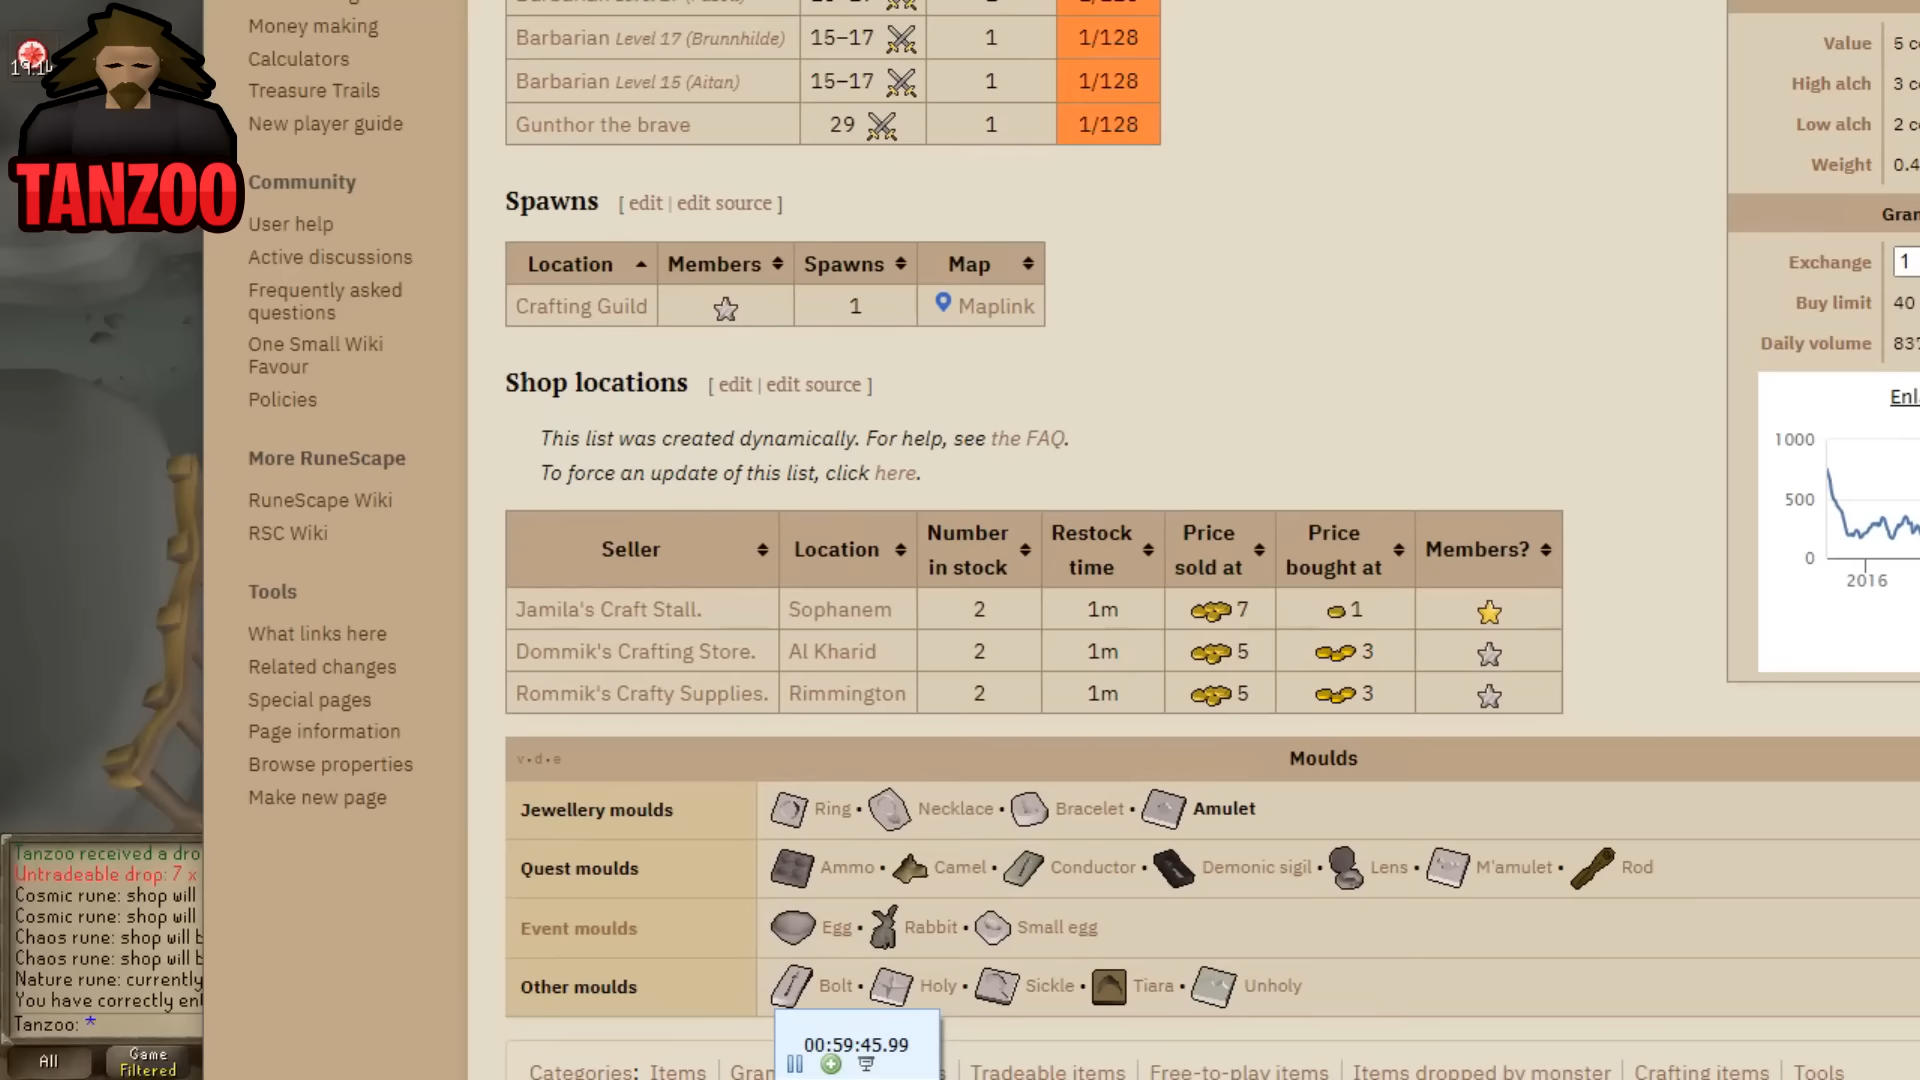 TANZOO
Money making
Calculators
Treasure Trails
New player guide
Community
User help
Active discussions
Frequently asked
questions
One Small Wiki
Favour
Policies
More RuneScape
RuneScape Wiki
RSC Wiki
Tools
What links here
Related changes
Special pages
Page information
Browse properties
Make new page
Barbarian Level 17 (Brunnhilde) 15–17 1 1/128
Barbarian Level 15 (Aitan) 15–17 1 1/128
Gunthor the brave 29 1 1/128
Spawns [ edit | edit source ]
Location Members Spawns Map
Crafting Guild 1 Maplink
Shop locations [ edit | edit source ]
This list was created dynamically. For help, see the FAQ.
To force an update of this list, click here.
Seller Location Number in stock Restock time Price sold at Price bought at Members?
Jamila's Craft Stall. Sophanem 2 1m 7 1
Dommik's Crafting Store. Al Kharid 2 1m 5 3
Rommik's Crafty Supplies. Rimmington 2 1m 5 3
v•d•e Moulds
Jewellery moulds Ring • Necklace • Bracelet • Amulet
Quest moulds Ammo • Camel • Conductor • Demonic sigil • Lens • M'amulet • Rod
Event moulds Egg • Rabbit • Small egg
Other moulds Bolt • Holy • Sickle • Tiara • Unholy
Categories: Items Gran Tradeable items Free-to-play items Items dropped by monster Crafting items Tools
00:59:45.99
Value 5 c
High alch 3 c
Low alch 2 c
Weight 0.4
Gran
Exchange 1
Buy limit 40
Daily volume 837
Enl
1000
500
0
2016
Tanzoo received a dro
Untradeable drop: 7 x
Cosmic rune: shop will
Cosmic rune: shop will
Chaos rune: shop will b
Chaos rune: shop will b
Nature rune: currently
You have correctly en
Tanzoo: *
All
Game
Filtered